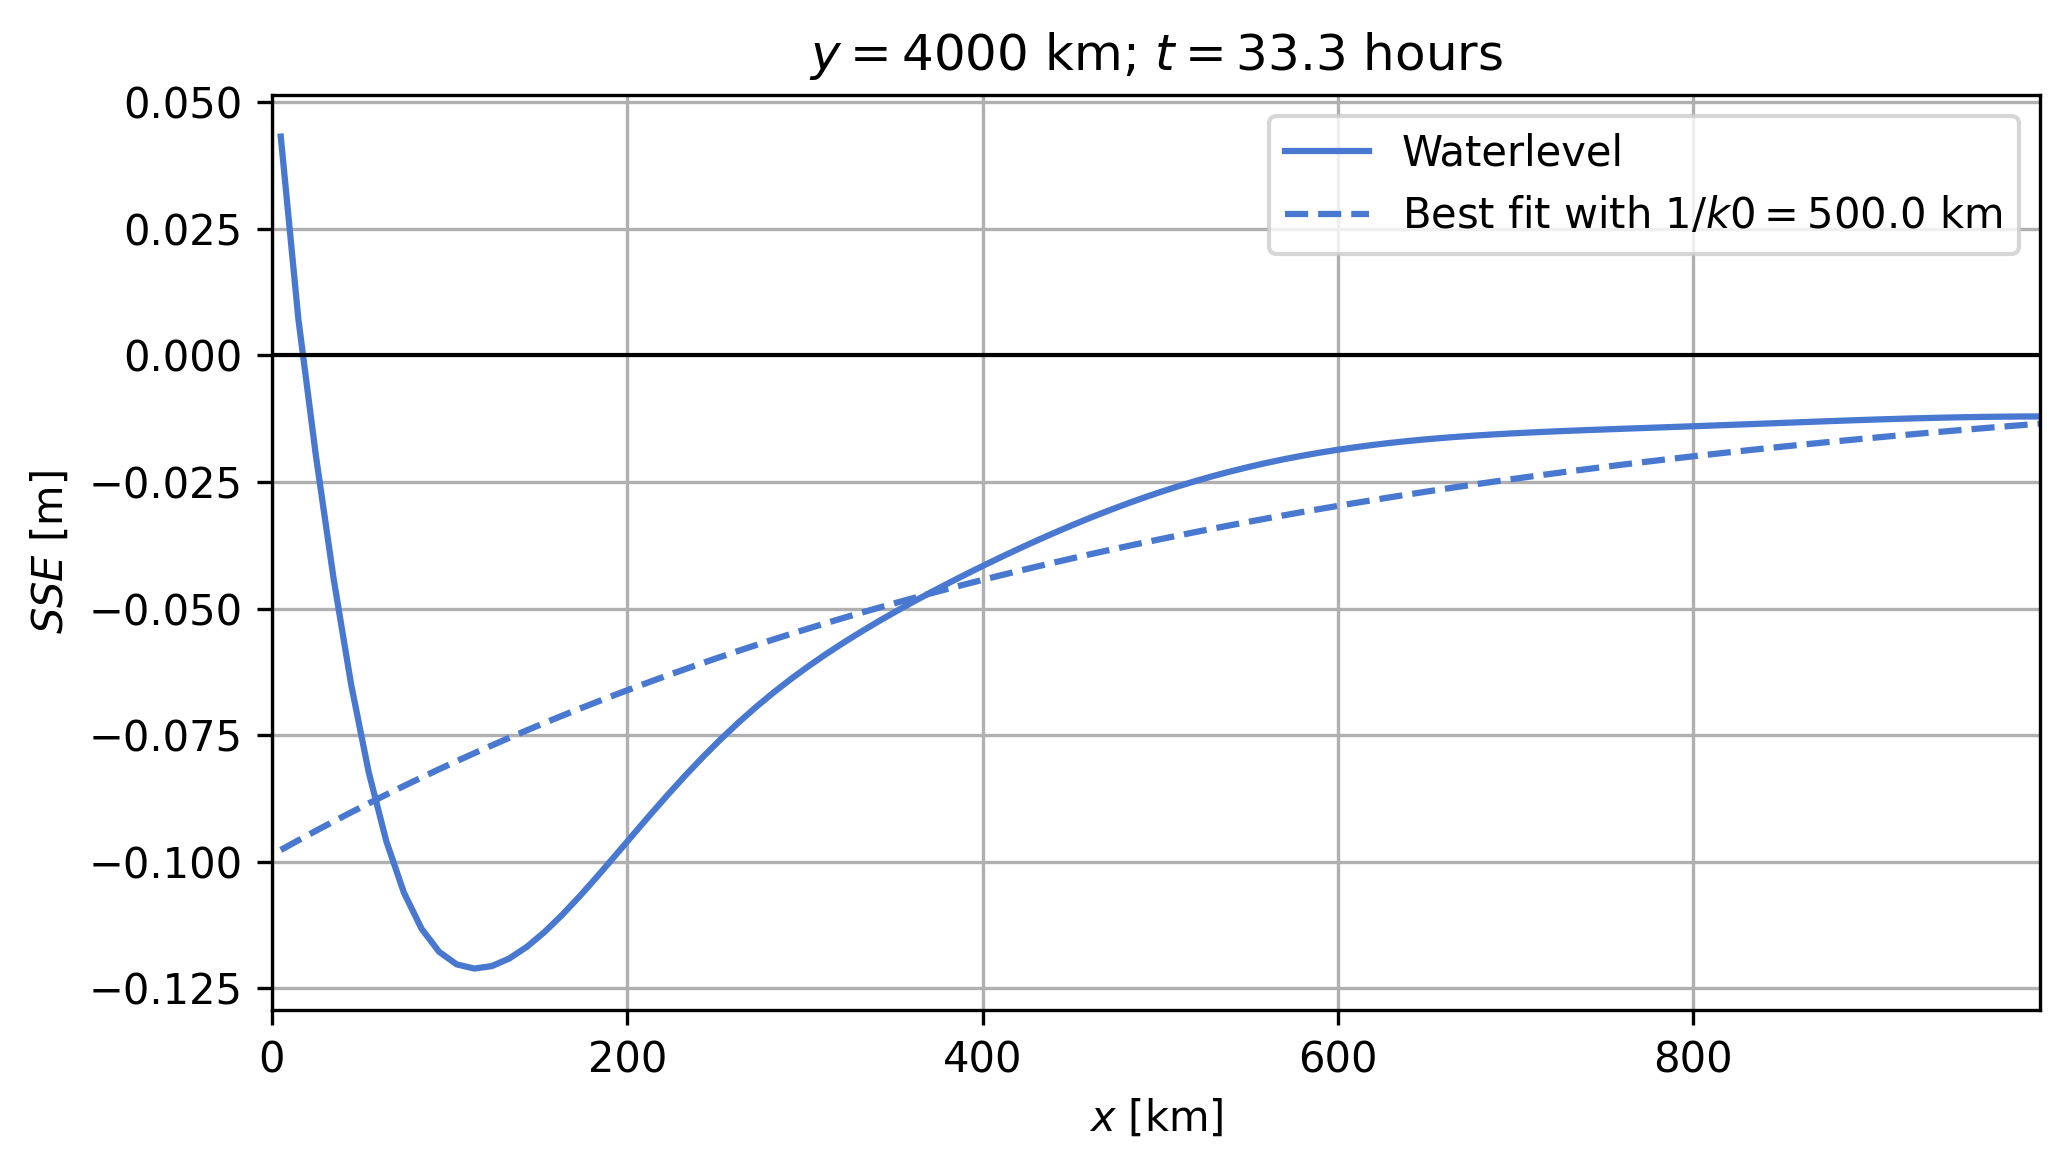 y = 4000 km; t = 33.3 hours
0.050
0.025
0.000
−0.025
−0.050
−0.075
−0.100
−0.125
SSE [m]
Waterlevel
Best fit with 1/k0 = 500.0 km
0 200 400 600 800
x [km]